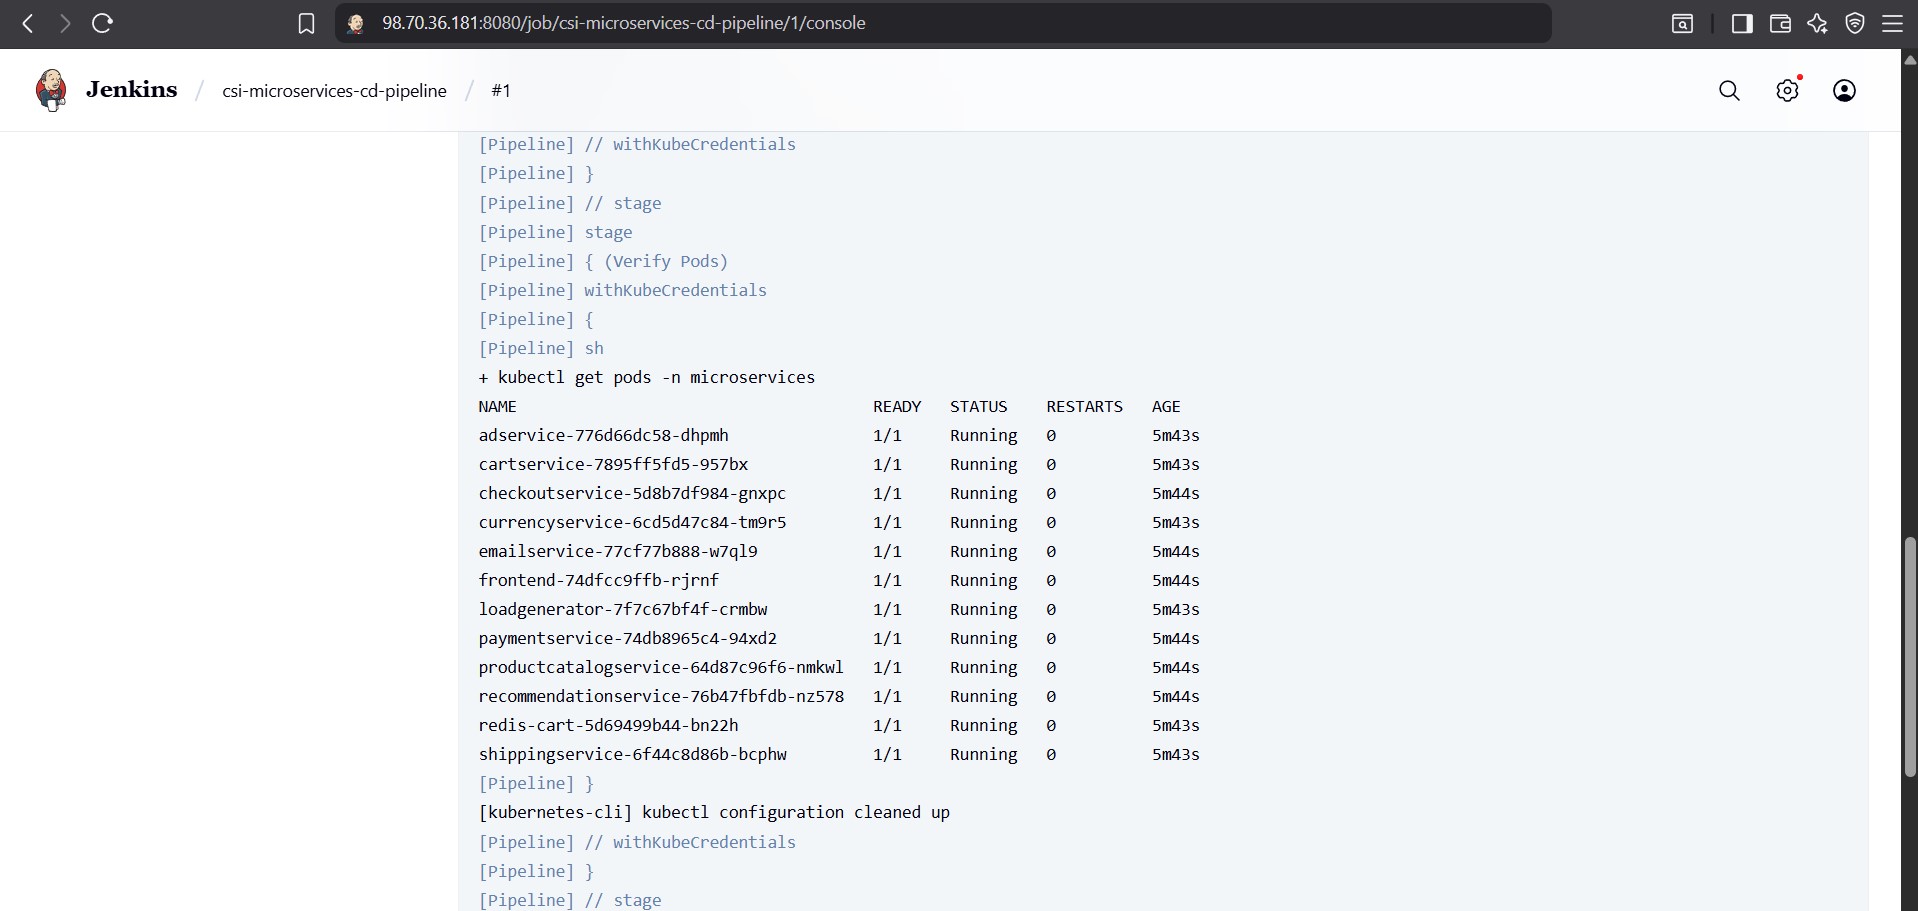 98.70.36.181:8080/job/csi-microservices-cd-pipeline/1/console
Jenkins / csi-microservices-cd-pipeline / #1
[Pipeline] // withKubeCredentials
[Pipeline] }
[Pipeline] // stage
[Pipeline] stage
[Pipeline] { (Verify Pods)
[Pipeline] withKubeCredentials
[Pipeline] {
[Pipeline] sh
+ kubectl get pods -n microservices
NAME READY STATUS RESTARTS AGE
adservice-776d66dc58-dhpmh 1/1 Running 0 5m43s
cartservice-7895ff5fd5-957bx 1/1 Running 0 5m43s
checkoutservice-5d8b7df984-gnxpc 1/1 Running 0 5m44s
currencyservice-6cd5d47c84-tm9r5 1/1 Running 0 5m43s
emailservice-77cf77b888-w7ql9 1/1 Running 0 5m44s
frontend-74dfcc9ffb-rjrnf 1/1 Running 0 5m44s
loadgenerator-7f7c67bf4f-crmbw 1/1 Running 0 5m43s
paymentservice-74db8965c4-94xd2 1/1 Running 0 5m44s
productcatalogservice-64d87c96f6-nmkwl 1/1 Running 0 5m44s
recommendationservice-76b47fbfdb-nz578 1/1 Running 0 5m44s
redis-cart-5d69499b44-bn22h 1/1 Running 0 5m43s
shippingservice-6f44c8d86b-bcphw 1/1 Running 0 5m43s
[Pipeline] }
[kubernetes-cli] kubectl configuration cleaned up
[Pipeline] // withKubeCredentials
[Pipeline] }
[Pipeline] // stage